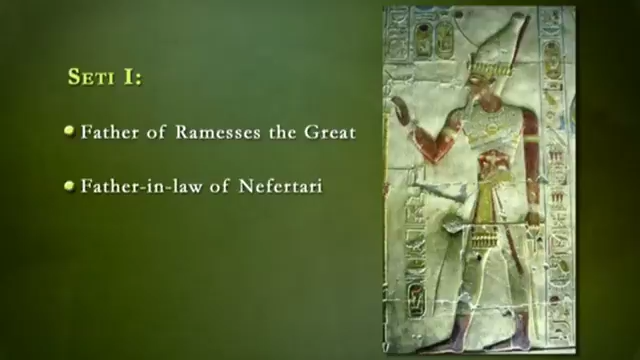 SETI I:
Father of Ramesses the Great
Father-in-law of Nefertari